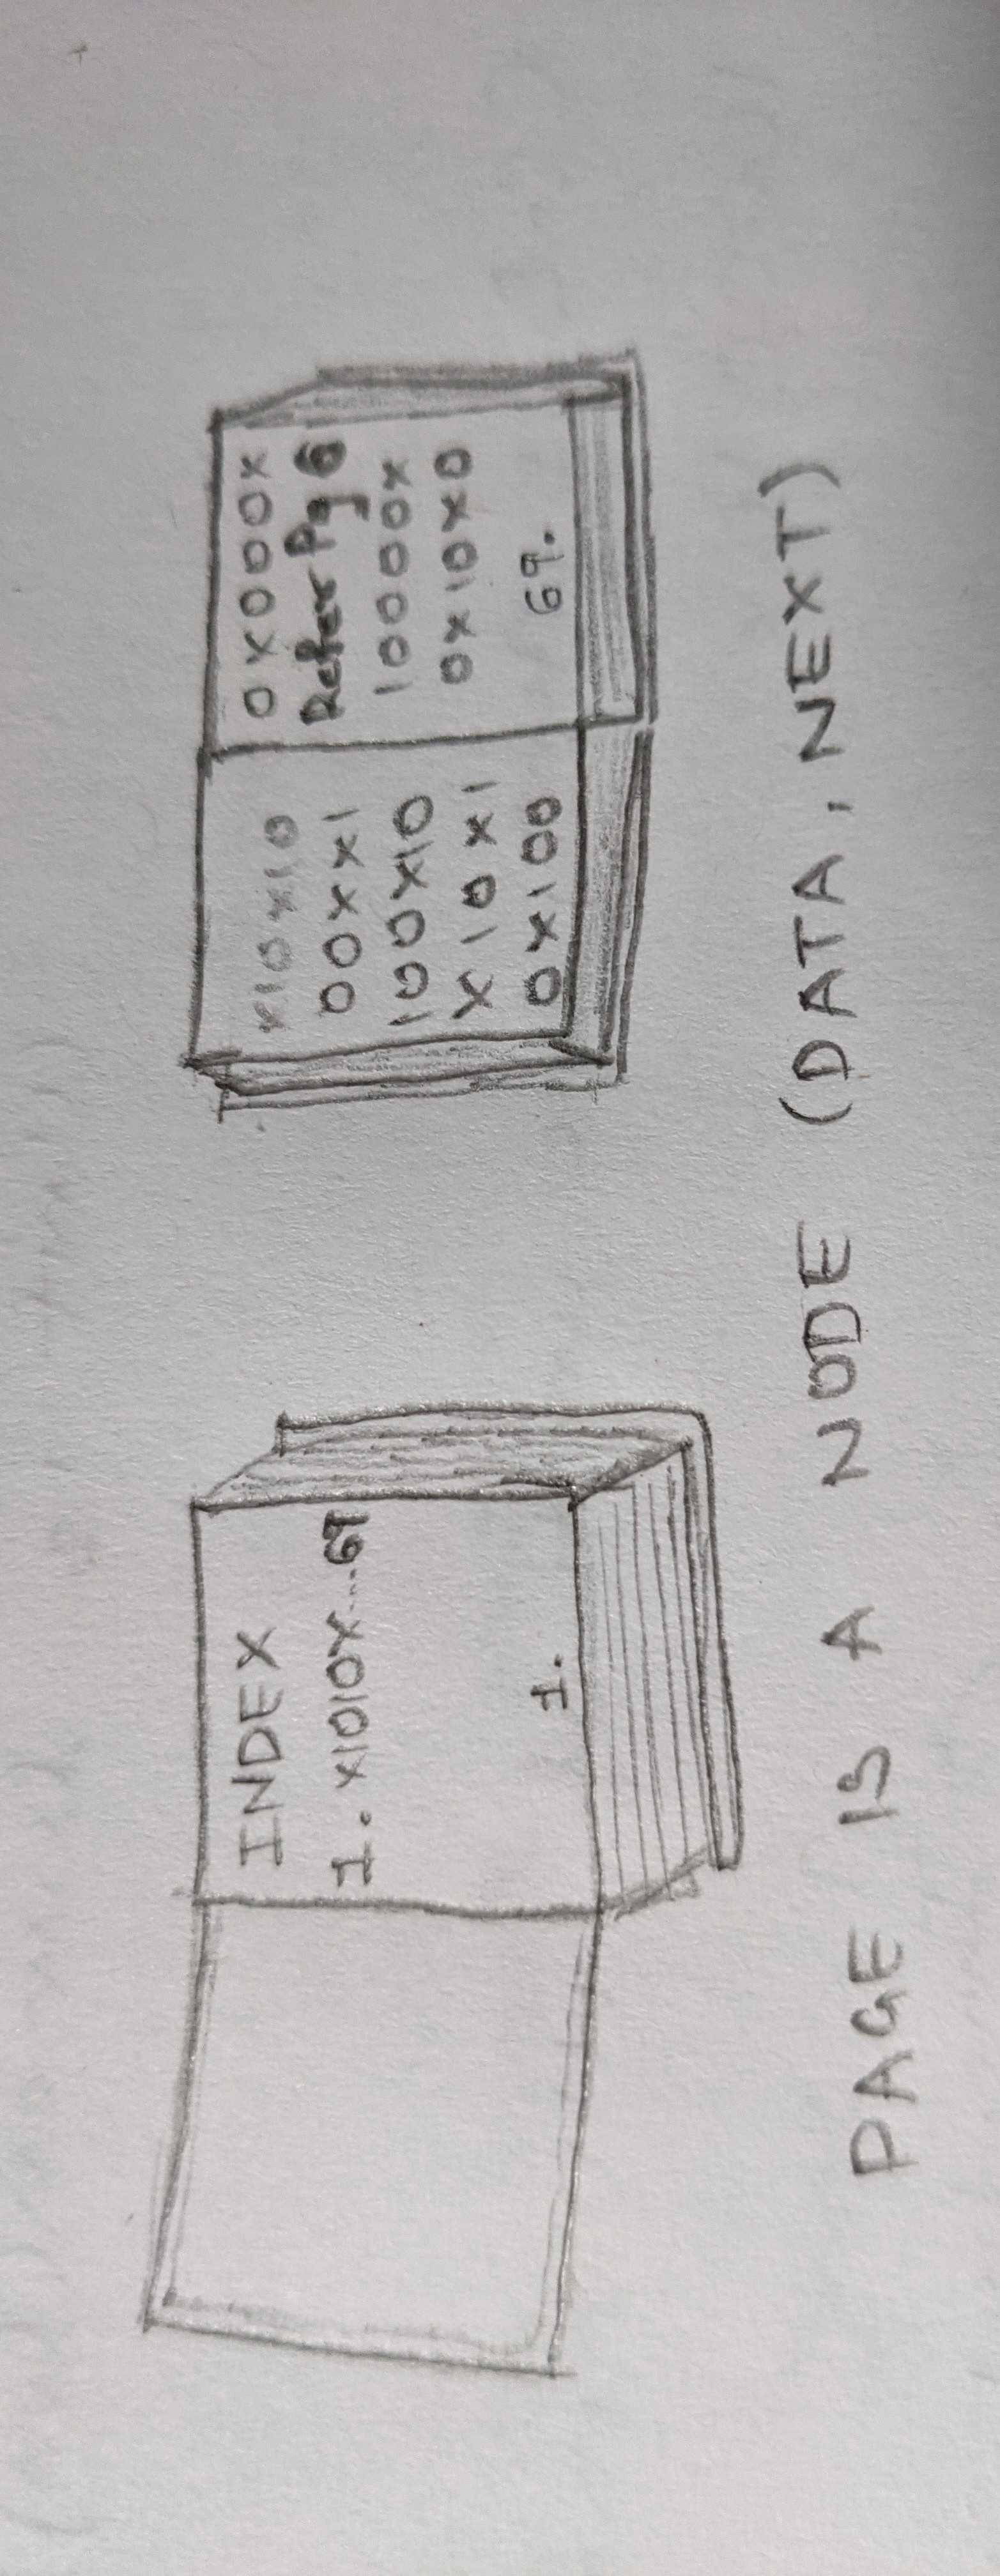 INDEX
1. x1010x...69
1.
x10x10
00xx1
100x10
x10x1
0x100
0x000x
Refer Pg 6
10000x
0x10x0
69.
PAGE IS A NODE (DATA, NEXT)